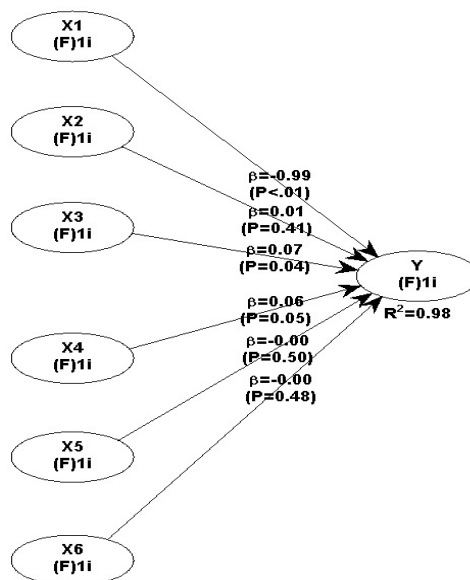 X1
(F)1i
X2
(F)1i
X3
(F)1i
X4
(F)1i
X5
(F)1i
X6
(F)1i
β=-0.99
(P<.01)
β=0.01
(P=0.41)
β=0.07
(P=0.04)
β=0.06
(P=0.05)
β=-0.00
(P=0.50)
β=-0.00
(P=0.48)
Y
(F)1i
R²=0.98